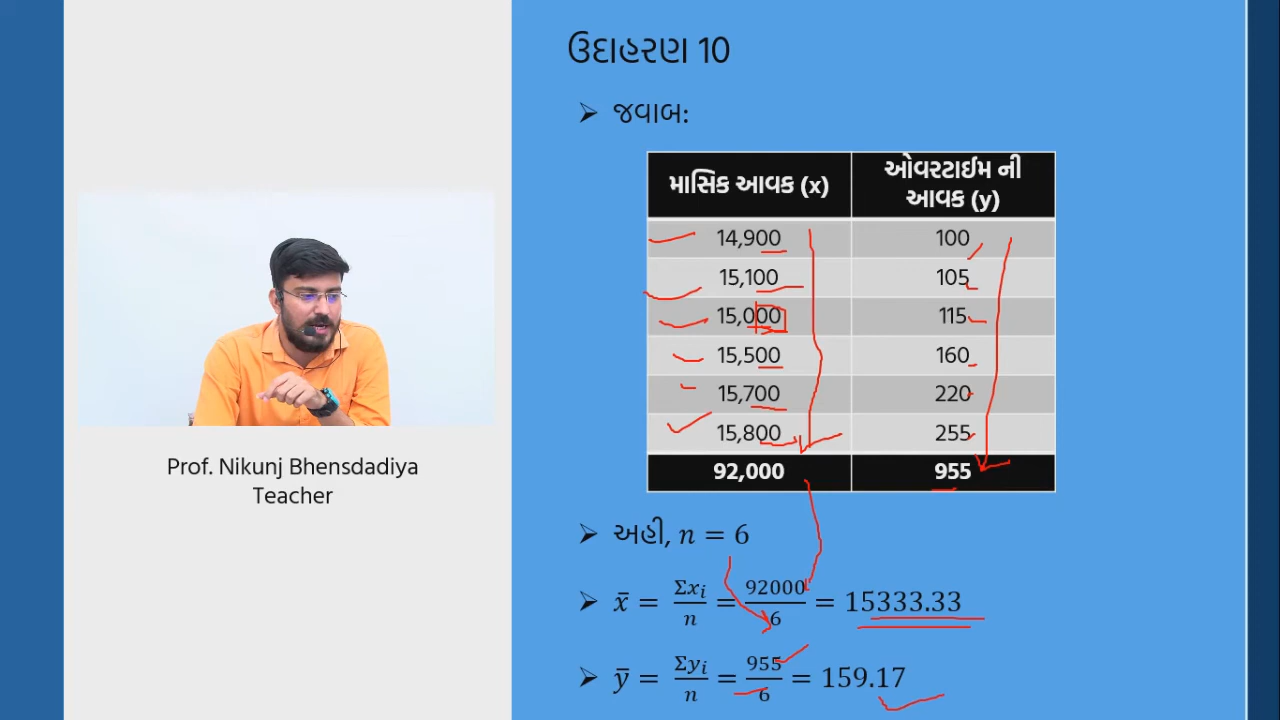 ઉદાહરણ 10
➢ જવાબ:
માસિક આવક (x) ઓવરટાઈમ ની આવક (y)
14,900 100
15,100 105
15,000 115
15,500 160
15,700 220
15,800 255
92,000 955
➢ અહી, n = 6
➢ x̄ = Σxᵢ/n = 92000/6 = 15333.33
➢ ȳ = Σyᵢ/n = 955/6 = 159.17
Prof. Nikunj Bhensdadiya
Teacher